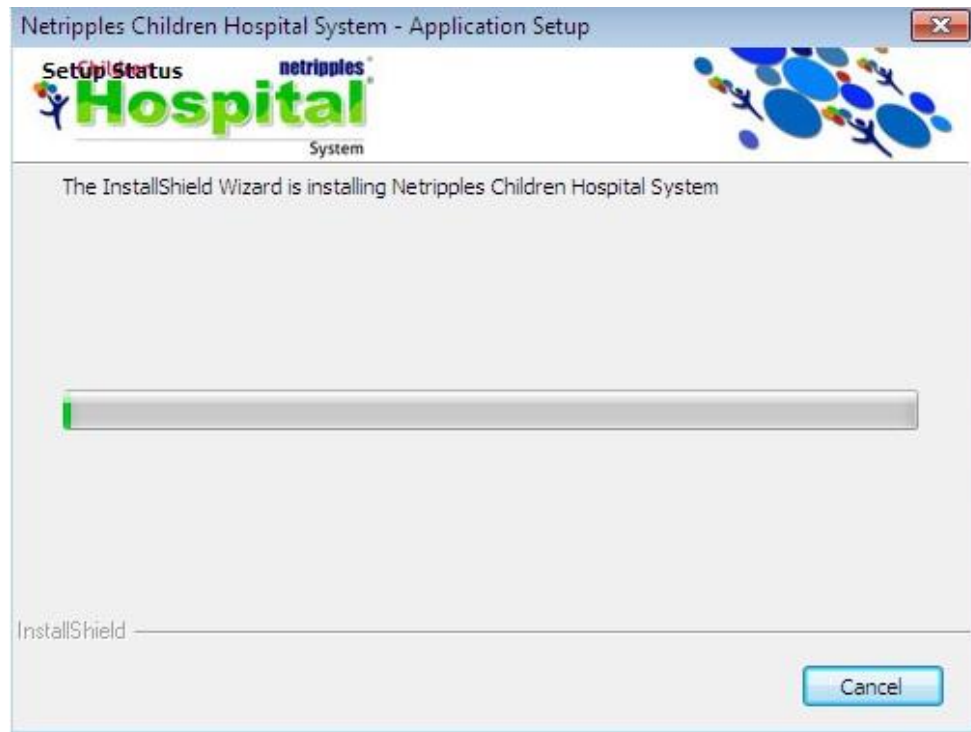 Netripples Children Hospital System - Application Setup
Setup Status
Children
netripples
Hospital
System
The InstallShield Wizard is installing Netripples Children Hospital System
InstallShield
Cancel